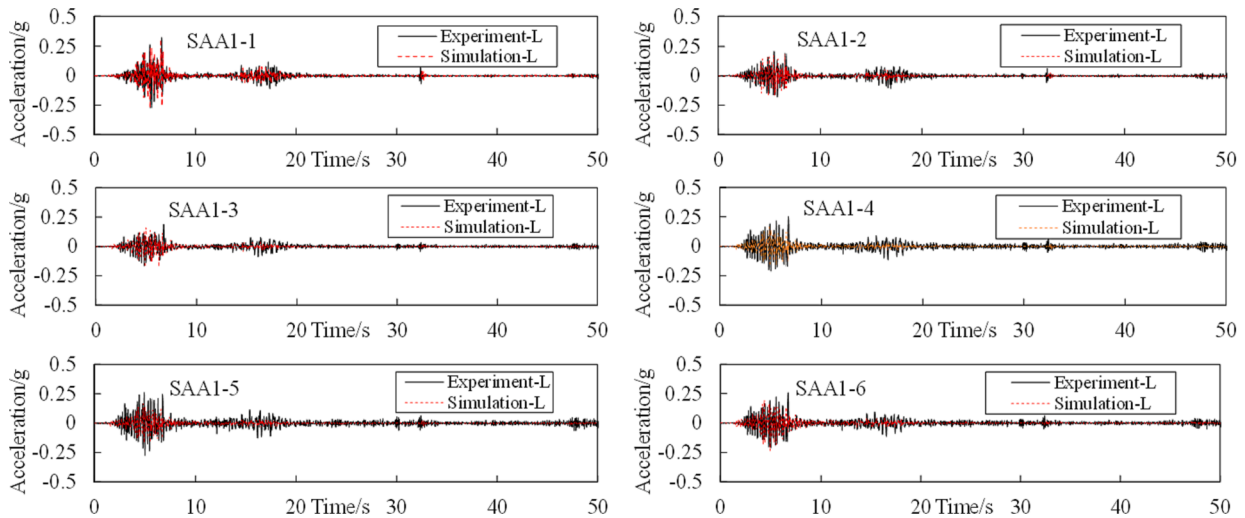 Acceleration/g
0.5
0.25
0
-0.25
-0.5
SAA1-1
Experiment-L
Simulation-L
0 10 20 Time/s 30 40 50
Acceleration/g
0.5
0.25
0
-0.25
-0.5
SAA1-2
Experiment-L
Simulation-L
0 10 20 Time/s 30 40 50
Acceleration/g
0.5
0.25
0
-0.25
-0.5
SAA1-3
Experiment-L
Simulation-L
0 10 20 Time/s 30 40 50
Acceleration/g
0.5
0.25
0
-0.25
-0.5
SAA1-4
Experiment-L
Simulation-L
0 10 20 Time/s 30 40 50
Acceleration/g
0.5
0.25
0
-0.25
-0.5
SAA1-5
Experiment-L
Simulation-L
0 10 20 Time/s 30 40 50
Acceleration/g
0.5
0.25
0
-0.25
-0.5
SAA1-6
Experiment-L
Simulation-L
0 10 20 Time/s 30 40 50